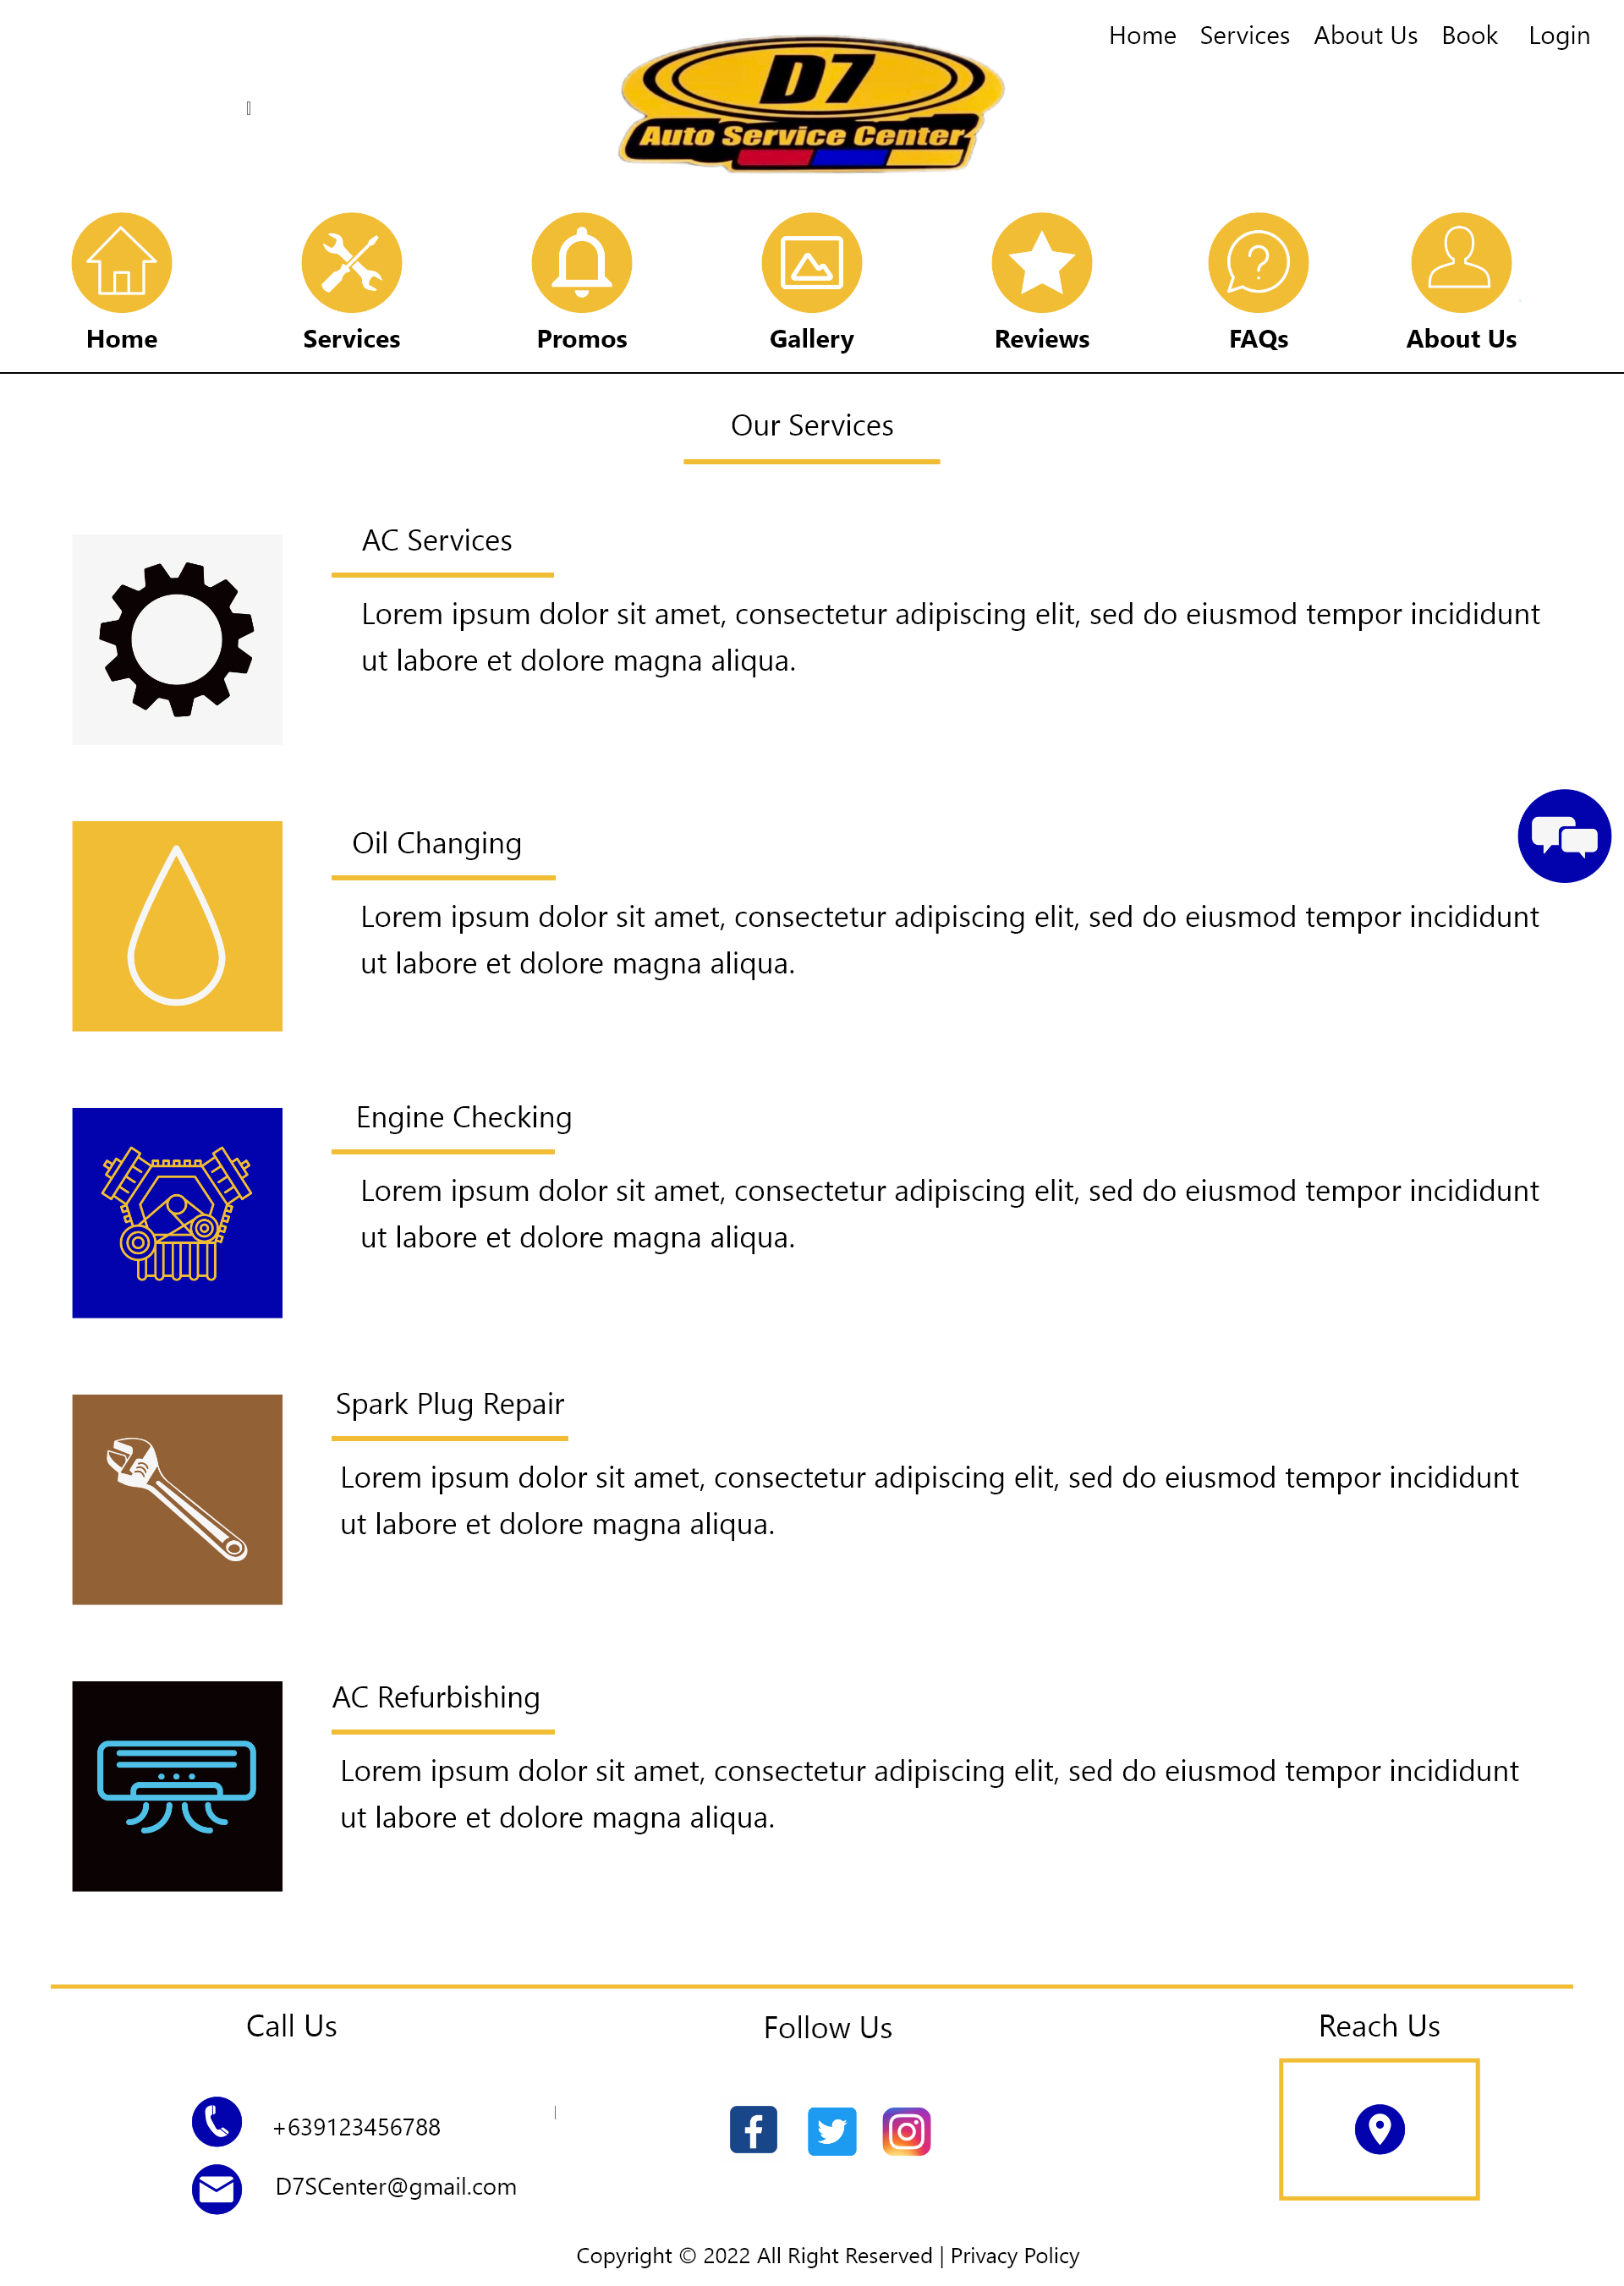 Home Services About Us Book Login
D7
Auto Service Center
Home Services Promos Gallery Reviews FAQs About Us
Our Services
AC Services
Lorem ipsum dolor sit amet, consectetur adipiscing elit, sed do eiusmod tempor incididunt
ut labore et dolore magna aliqua.
Oil Changing
Lorem ipsum dolor sit amet, consectetur adipiscing elit, sed do eiusmod tempor incididunt
ut labore et dolore magna aliqua.
Engine Checking
Lorem ipsum dolor sit amet, consectetur adipiscing elit, sed do eiusmod tempor incididunt
ut labore et dolore magna aliqua.
Spark Plug Repair
Lorem ipsum dolor sit amet, consectetur adipiscing elit, sed do eiusmod tempor incididunt
ut labore et dolore magna aliqua.
AC Refurbishing
Lorem ipsum dolor sit amet, consectetur adipiscing elit, sed do eiusmod tempor incididunt
ut labore et dolore magna aliqua.
Call Us
+639123456788
D7SCenter@gmail.com
Follow Us
Reach Us
Copyright © 2022 All Right Reserved | Privacy Policy